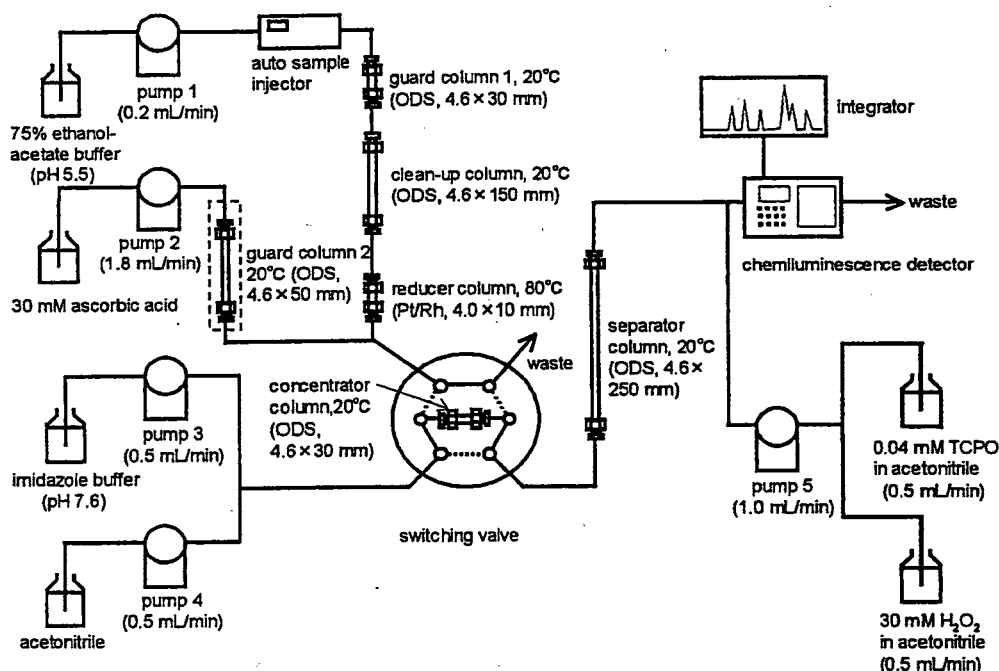 auto sample
injector
pump 1
(0.2 mL/min)
75% ethanol-
acetate buffer
(pH 5.5)
guard column 1, 20°C
(ODS, 4.6×30 mm)
clean-up column, 20°C
(ODS, 4.6×150 mm)
reducer column, 80°C
(Pt/Rh, 4.0×10 mm)
pump 2
(1.8 mL/min)
30 mM ascorbic acid
guard column 2
20°C (ODS,
4.6×50 mm)
integrator
waste
chemiluminescence detector
separator
column, 20°C
(ODS, 4.6×
250 mm)
waste
concentrator
column,20°C
(ODS,
4.6×30 mm)
switching valve
pump 3
(0.5 mL/min)
imidazole buffer
(pH 7.6)
pump 4
(0.5 mL/min)
acetonitrile
pump 5
(1.0 mL/min)
0.04 mM TCPO
in acetonitrile
(0.5 mL/min)
30 mM H₂O₂
in acetonitrile
(0.5 mL/min)